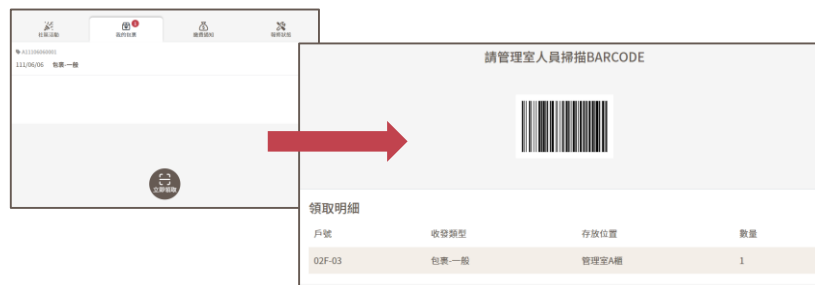 社區活動
我的包裹
1
繳費通知
報修狀態
111/06/06 包裹-一般
立即領取
請管理室人員掃描BARCODE
領取明細
戶號 收發類型 存放位置 數量
02F-03 包裹-一般 管理室A櫃 1